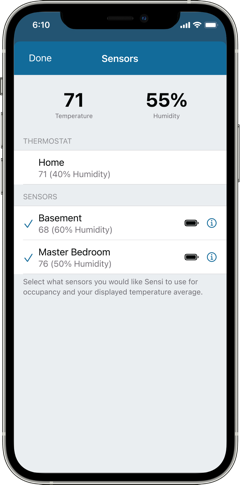 6:10
Done Sensors
71 55%
Temperature Humidity
THERMOSTAT
Home
71 (40% Humidity)
SENSORS
Basement
68 (60% Humidity)
Master Bedroom
76 (50% Humidity)
Select what sensors you would like Sensi to use for
occupancy and your displayed temperature average.